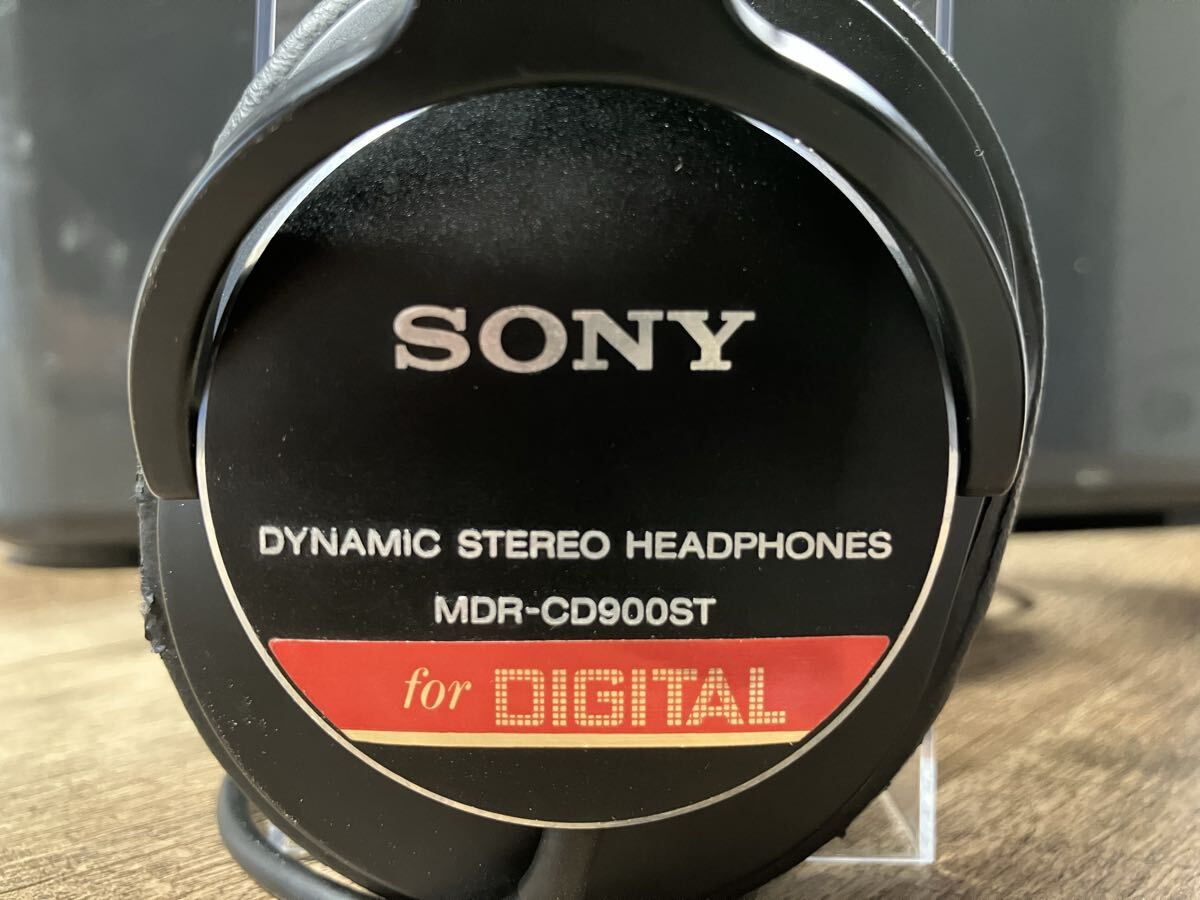 SONY
DYNAMIC STEREO HEADPHONES
MDR-CD900ST
for DIGITAL